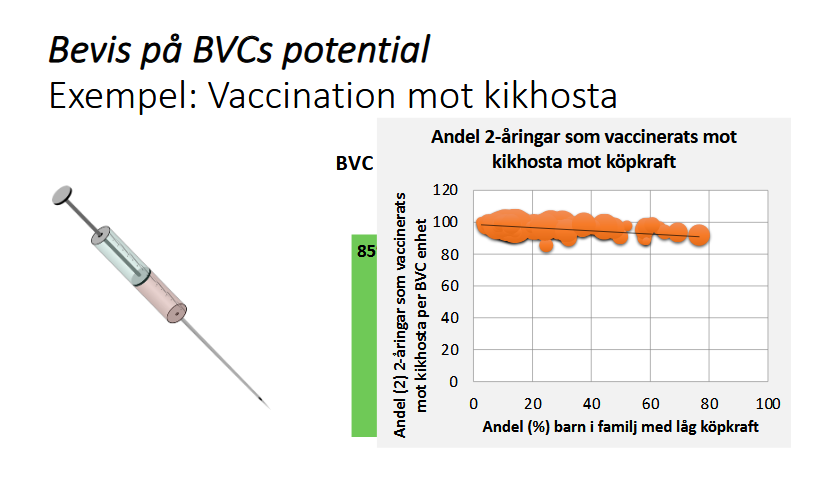 Bevis på BVCs potential
Exempel: Vaccination mot kikhosta
BVC
85
Andel 2-åringar som vaccinerats mot
kikhosta mot köpkraft
Andel (2) 2-åringar som vaccinerats
mot kikhosta per BVC enhet
120
100
80
60
40
20
0
0 20 40 60 80 100
Andel (%) barn i familj med låg köpkraft